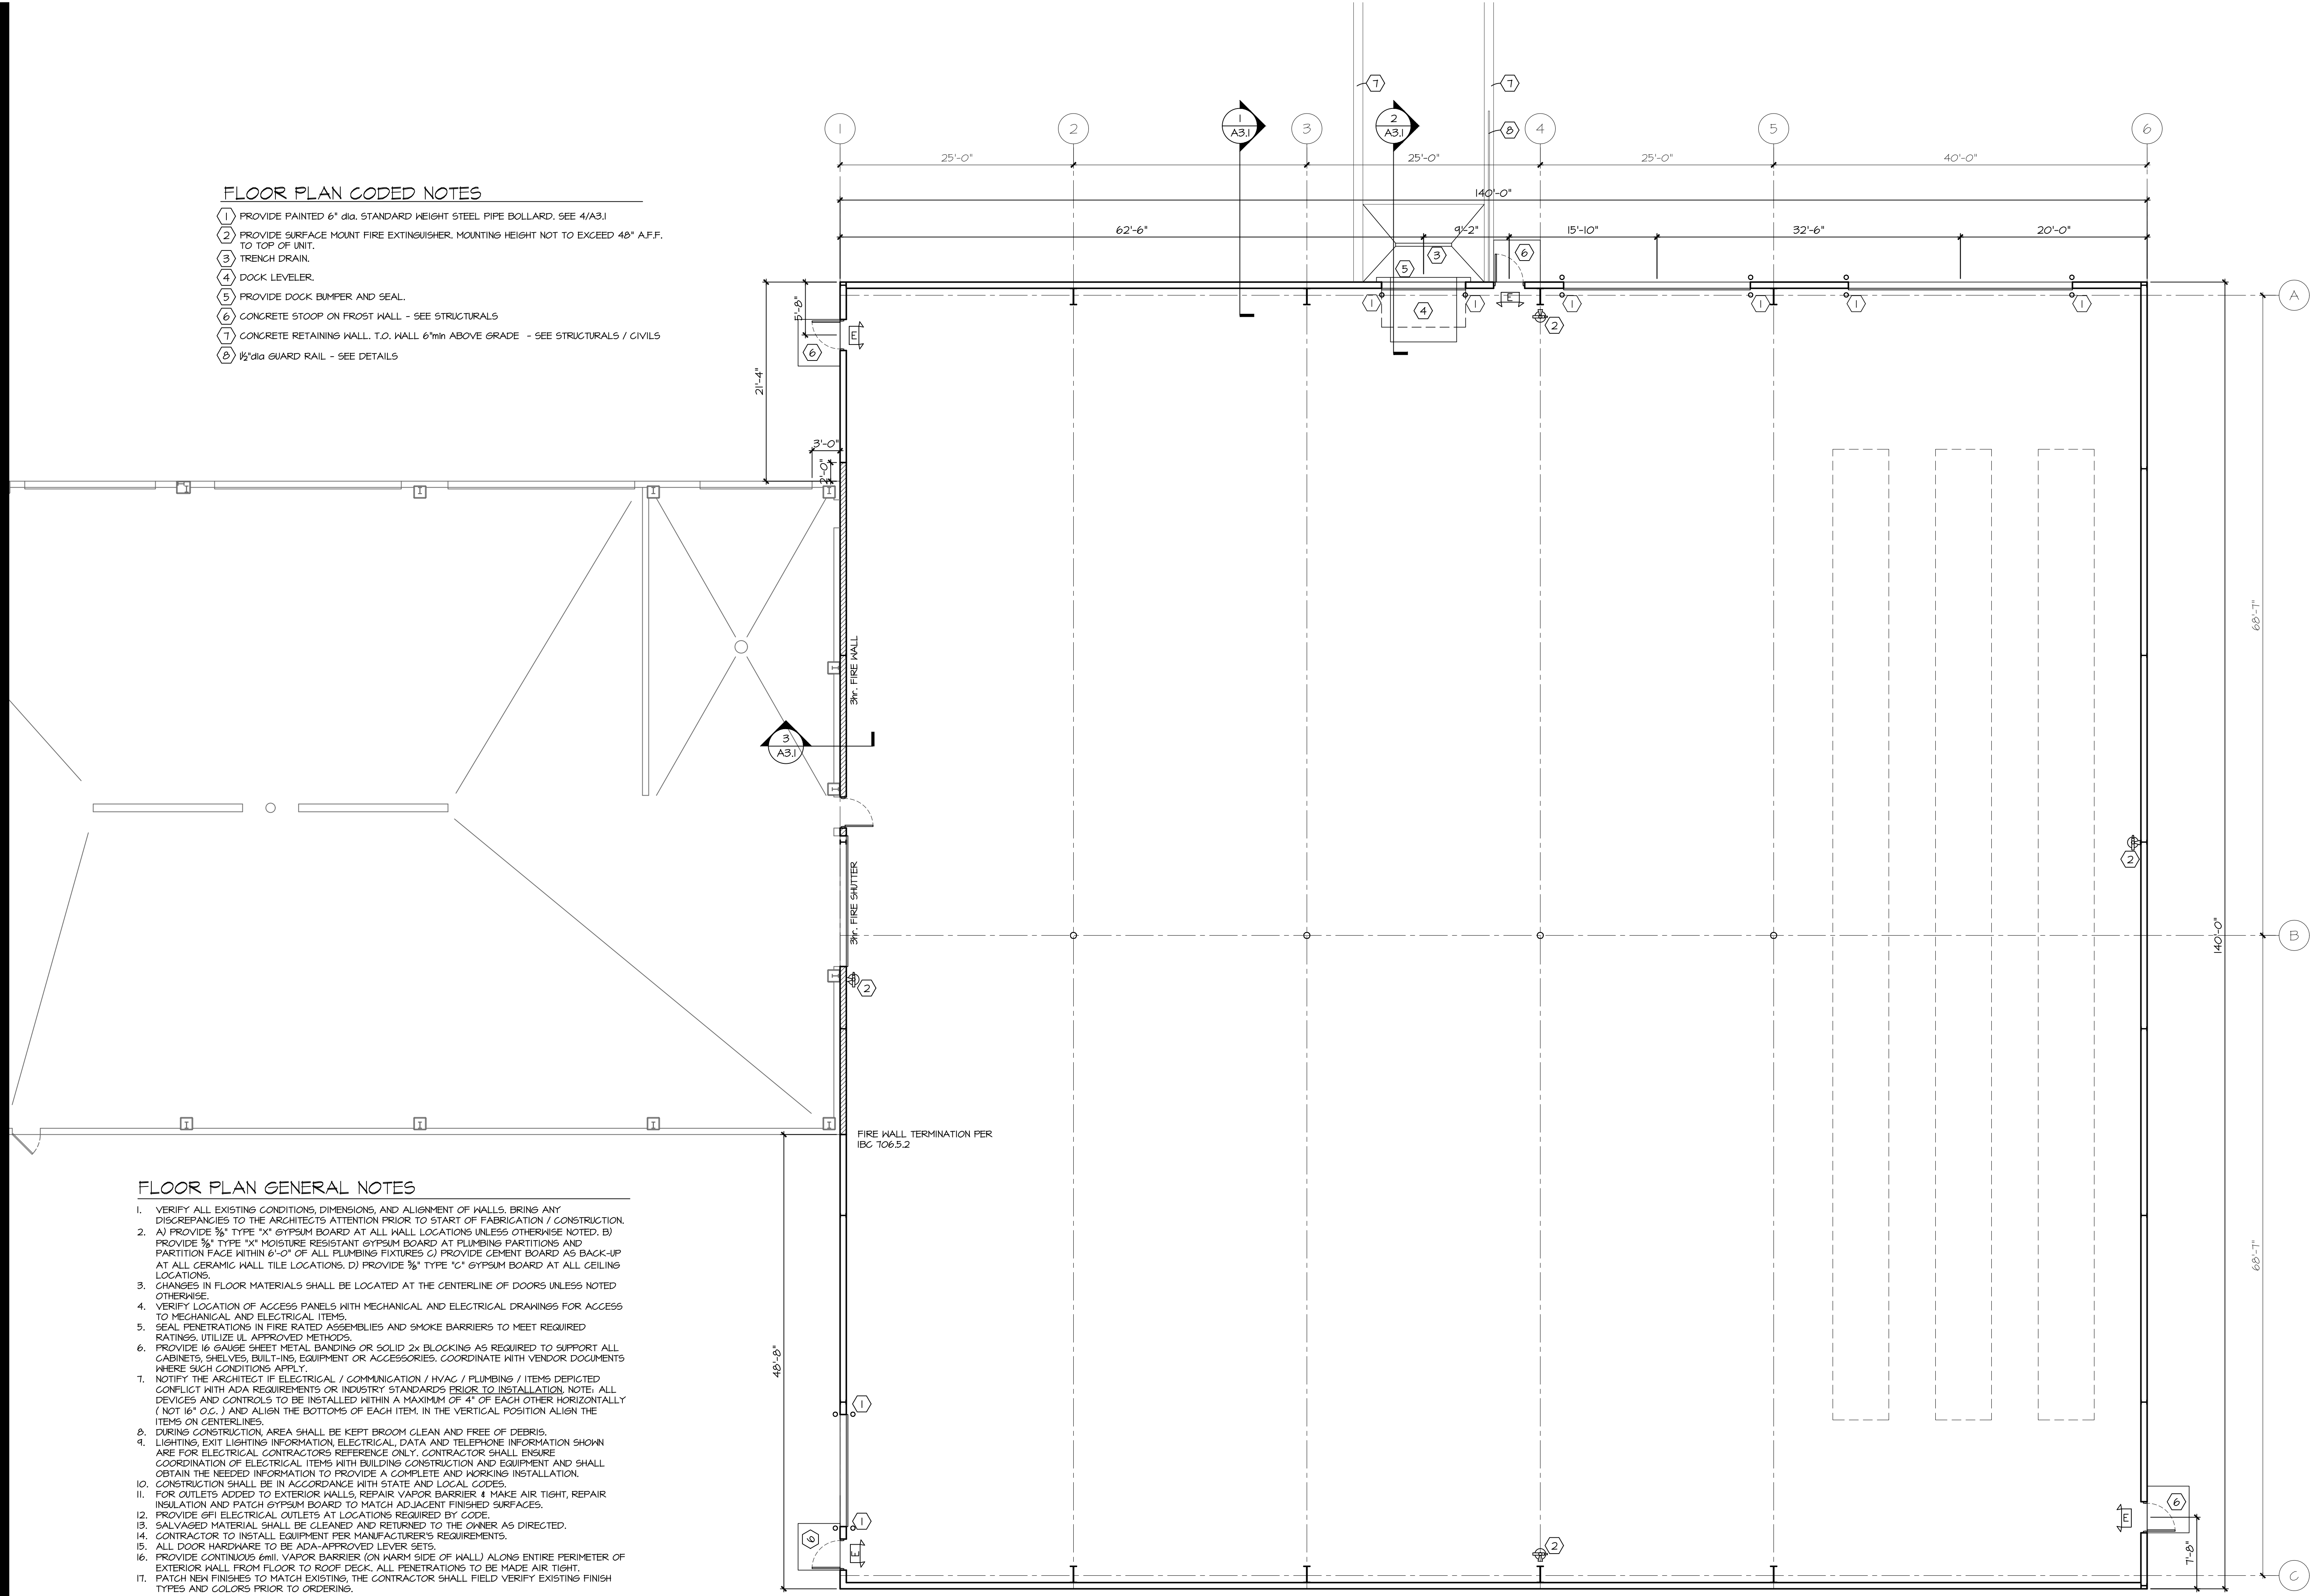 7
7
8
1
2
3
4
5
6
1
A3.1
2
A3.1
25'-0"
25'-0"
25'-0"
40'-0"
140'-0"
62'-6"
9'-2"
15'-10"
32'-6"
20'-0"
FLOOR PLAN CODED NOTES
1 PROVIDE PAINTED 6" dia. STANDARD WEIGHT STEEL PIPE BOLLARD. SEE 4/A3.1
2 PROVIDE SURFACE MOUNT FIRE EXTINGUISHER. MOUNTING HEIGHT NOT TO EXCEED 48" A.F.F.
TO TOP OF UNIT.
3 TRENCH DRAIN.
4 DOCK LEVELER.
5 PROVIDE DOCK BUMPER AND SEAL.
6 CONCRETE STOOP ON FROST WALL - SEE STRUCTURALS
7 CONCRETE RETAINING WALL. T.O. WALL 6"min ABOVE GRADE - SEE STRUCTURALS / CIVILS
8 1½"dia GUARD RAIL - SEE DETAILS
3
5
6
4
E
1
1
1
1
1
1
2
A
5'-8"
E
6
21'-4"
3'-0"
2'-0"
I
I
I
I
68'-7"
3hr. FIRE WALL
I
3
A3.1
I
3hr. FIRE SHUTTER
I
2
2
B
140'-0"
I
I
I
I
FIRE WALL TERMINATION PER
IBC 706.5.2
48'-8"
68'-7"
1
1
6
E
2
E
6
7'-8"
C
FLOOR PLAN GENERAL NOTES
1. VERIFY ALL EXISTING CONDITIONS, DIMENSIONS, AND ALIGNMENT OF WALLS. BRING ANY
DISCREPANCIES TO THE ARCHITECTS ATTENTION PRIOR TO START OF FABRICATION / CONSTRUCTION.
2. A) PROVIDE ⅝" TYPE "X" GYPSUM BOARD AT ALL WALL LOCATIONS UNLESS OTHERWISE NOTED. B)
PROVIDE ⅝" TYPE "X" MOISTURE RESISTANT GYPSUM BOARD AT PLUMBING PARTITIONS AND
PARTITION FACE WITHIN 6'-0" OF ALL PLUMBING FIXTURES C) PROVIDE CEMENT BOARD AS BACK-UP
AT ALL CERAMIC WALL TILE LOCATIONS. D) PROVIDE ⅝" TYPE "C" GYPSUM BOARD AT ALL CEILING
LOCATIONS.
3. CHANGES IN FLOOR MATERIALS SHALL BE LOCATED AT THE CENTERLINE OF DOORS UNLESS NOTED
OTHERWISE.
4. VERIFY LOCATION OF ACCESS PANELS WITH MECHANICAL AND ELECTRICAL DRAWINGS FOR ACCESS
TO MECHANICAL AND ELECTRICAL ITEMS.
5. SEAL PENETRATIONS IN FIRE RATED ASSEMBLIES AND SMOKE BARRIERS TO MEET REQUIRED
RATINGS. UTILIZE UL APPROVED METHODS.
6. PROVIDE 16 GAUGE SHEET METAL BANDING OR SOLID 2x BLOCKING AS REQUIRED TO SUPPORT ALL
CABINETS, SHELVES, BUILT-INS, EQUIPMENT OR ACCESSORIES. COORDINATE WITH VENDOR DOCUMENTS
WHERE SUCH CONDITIONS APPLY.
7. NOTIFY THE ARCHITECT IF ELECTRICAL / COMMUNICATION / HVAC / PLUMBING / ITEMS DEPICTED
CONFLICT WITH ADA REQUIREMENTS OR INDUSTRY STANDARDS PRIOR TO INSTALLATION. NOTE: ALL
DEVICES AND CONTROLS TO BE INSTALLED WITHIN A MAXIMUM OF 4" OF EACH OTHER HORIZONTALLY
( NOT 16" O.C. ) AND ALIGN THE BOTTOMS OF EACH ITEM. IN THE VERTICAL POSITION ALIGN THE
ITEMS ON CENTERLINES.
8. DURING CONSTRUCTION, AREA SHALL BE KEPT BROOM CLEAN AND FREE OF DEBRIS.
9. LIGHTING, EXIT LIGHTING INFORMATION, ELECTRICAL, DATA AND TELEPHONE INFORMATION SHOWN
ARE FOR ELECTRICAL CONTRACTORS REFERENCE ONLY. CONTRACTOR SHALL ENSURE
COORDINATION OF ELECTRICAL ITEMS WITH BUILDING CONSTRUCTION AND EQUIPMENT AND SHALL
OBTAIN THE NEEDED INFORMATION TO PROVIDE A COMPLETE AND WORKING INSTALLATION.
10. CONSTRUCTION SHALL BE IN ACCORDANCE WITH STATE AND LOCAL CODES.
11. FOR OUTLETS ADDED TO EXTERIOR WALLS, REPAIR VAPOR BARRIER & MAKE AIR TIGHT, REPAIR
INSULATION AND PATCH GYPSUM BOARD TO MATCH ADJACENT FINISHED SURFACES.
12. PROVIDE GFI ELECTRICAL OUTLETS AT LOCATIONS REQUIRED BY CODE.
13. SALVAGED MATERIAL SHALL BE CLEANED AND RETURNED TO THE OWNER AS DIRECTED.
14. CONTRACTOR TO INSTALL EQUIPMENT PER MANUFACTURER'S REQUIREMENTS.
15. ALL DOOR HARDWARE TO BE ADA-APPROVED LEVER SETS.
16. PROVIDE CONTINUOUS 6mil. VAPOR BARRIER (ON WARM SIDE OF WALL) ALONG ENTIRE PERIMETER OF
EXTERIOR WALL FROM FLOOR TO ROOF DECK. ALL PENETRATIONS TO BE MADE AIR TIGHT.
17. PATCH NEW FINISHES TO MATCH EXISTING, THE CONTRACTOR SHALL FIELD VERIFY EXISTING FINISH
TYPES AND COLORS PRIOR TO ORDERING.